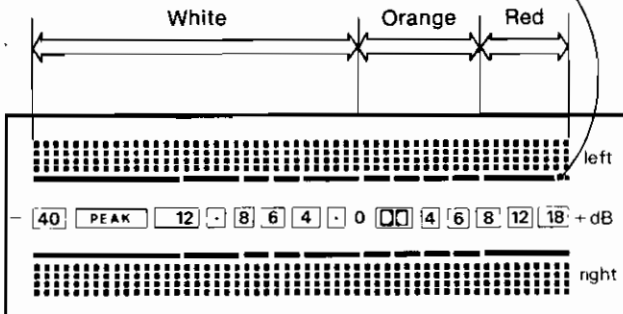 White Orange Red
left
- 40 PEAK 12 · 8 6 4 · 0 4 6 8 12 18 + dB
right